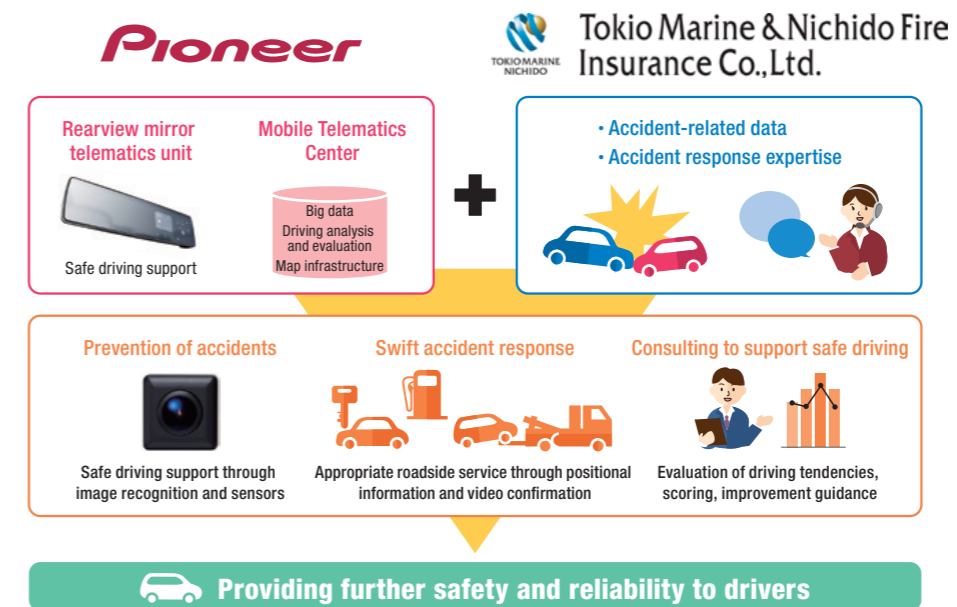 Pioneer
TOKIOMARINE
NICHIDO
Tokio Marine & Nichido Fire
Insurance Co., Ltd.
Rearview mirror
telematics unit
Safe driving support
Mobile Telematics
Center
Big data
Driving analysis
and evaluation
Map infrastructure
• Accident-related data
• Accident response expertise
Prevention of accidents
Safe driving support through
image recognition and sensors
Swift accident response
Appropriate roadside service through positional
information and video confirmation
Consulting to support safe driving
Evaluation of driving tendencies,
scoring, improvement guidance
Providing further safety and reliability to drivers